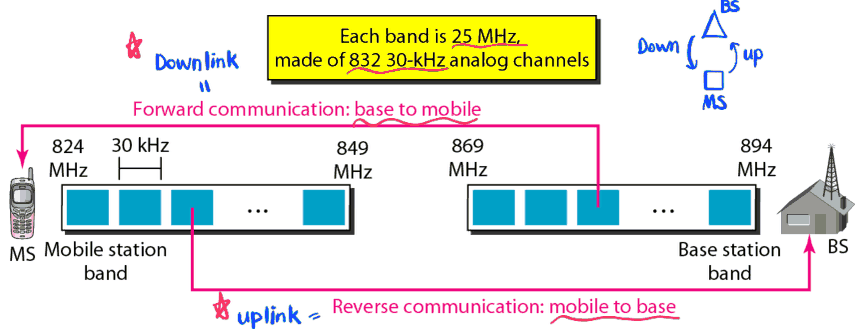 Each band is 25 MHz,
made of 832 30-kHz analog channels
BS
Down
up
MS
Downlink
=
Forward communication: base to mobile
824
MHz
30 kHz
849
MHz
869
MHz
894
MHz
...
...
MS
Mobile station
band
Base station
band
BS
uplink =
Reverse communication: mobile to base